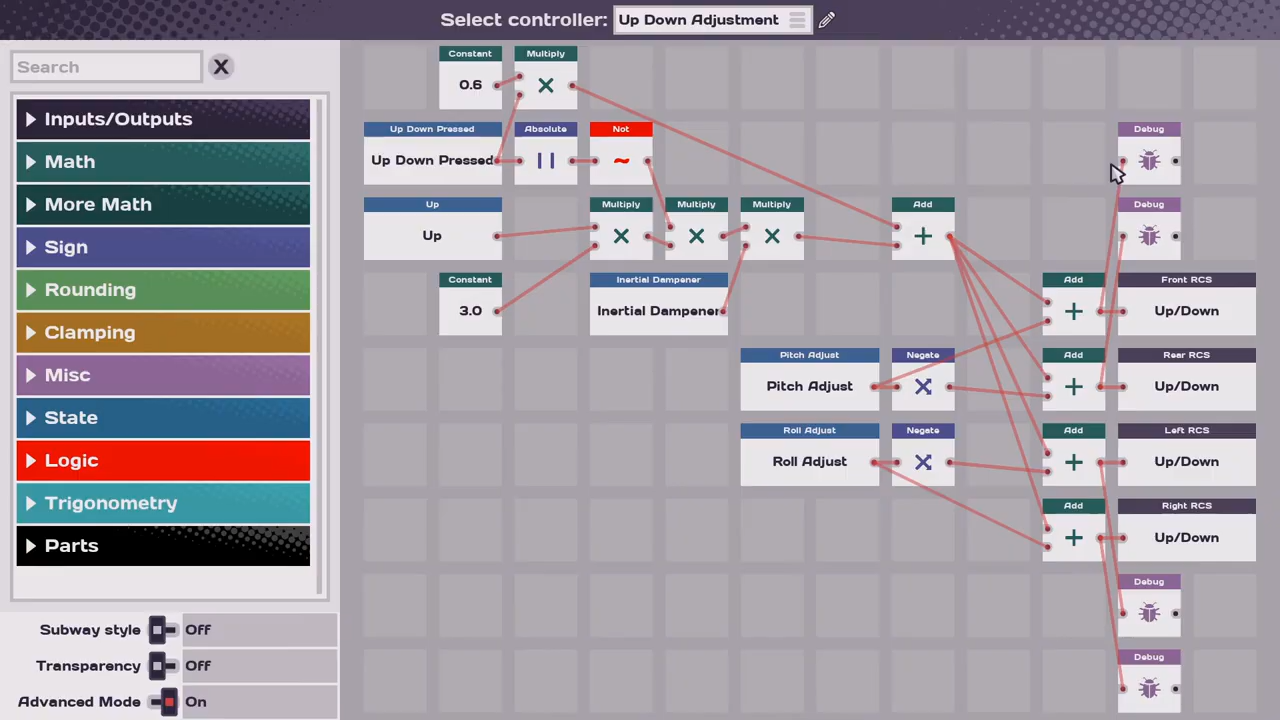 Select controller: Up Down Adjustment
Search X
Inputs/Outputs
Math
More Math
Sign
Rounding
Clamping
Misc
State
Logic
Trigonometry
Parts
Subway style Off
Transparency Off
Advanced Mode On
Constant Multiply
0.6 ×
Up Down Pressed Absolute Not Debug
Up Down Pressed | | ~
Up Multiply Multiply Multiply Add Debug
Up × × × +
Constant Inertial Dampener Add Front RCS
3.0 Inertial Dampener + Up/Down
Pitch Adjust Negate Add Rear RCS
Pitch Adjust + Up/Down
Roll Adjust Negate Add Left RCS
Roll Adjust + Up/Down
Add Right RCS
+ Up/Down
Debug
Debug